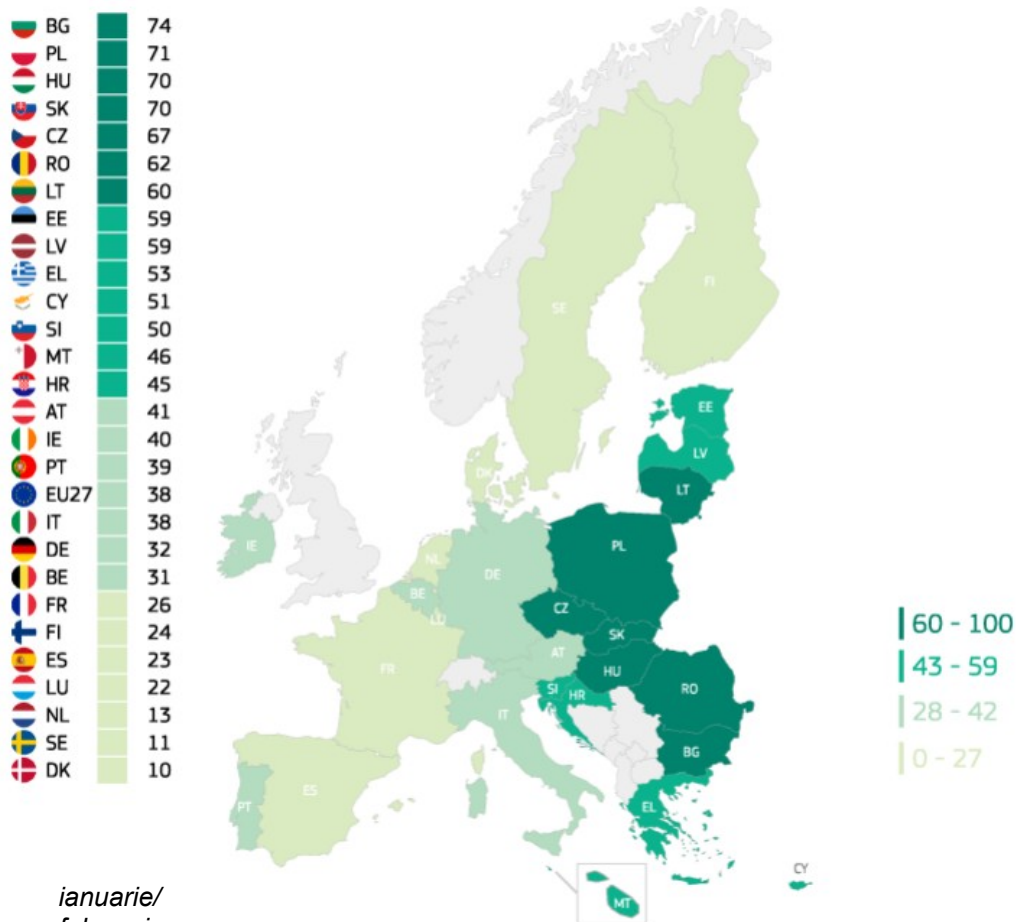 BG 74
PL 71
HU 70
SK 70
CZ 67
RO 62
LT 60
EE 59
LV 59
EL 53
CY 51
SI 50
MT 46
HR 45
AT 41
IE 40
PT 39
EU27 38
IT 38
DE 32
BE 31
FR 26
FI 24
ES 23
LU 22
NL 13
SE 11
DK 10
FI
SE
EE
LV
DK
LT
IE
PL
NL
DE
BE
CZ
LU
SK
AT
FR
HU
SI
HR
RO
IT
BG
ES
PT
EL
CY
MT
60 - 100
43 - 59
28 - 42
0 - 27
ianuarie/